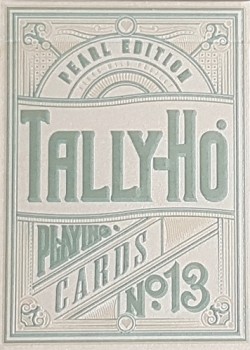 PEARL EDITION
TALLY-HO
PLAYING
CARDS
No 13